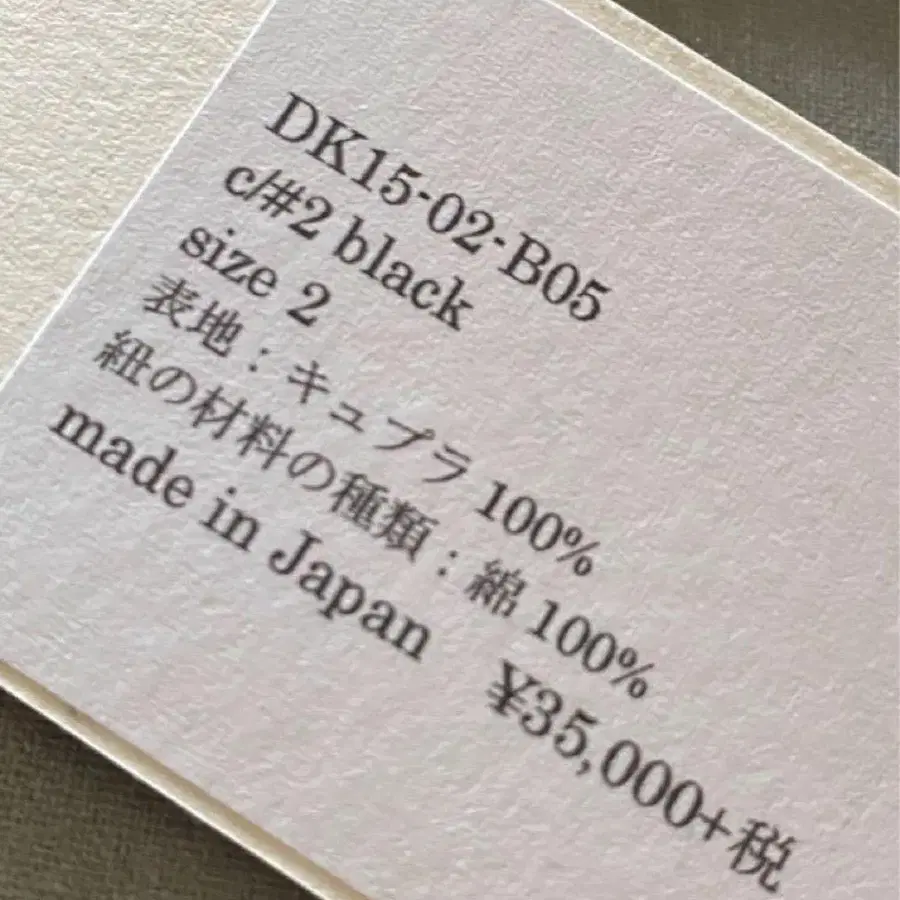 DK15-02-B05
c/#2 black
size 2
表地：キュプラ 100%
紐の材料の種類：綿 100%
made in Japan ¥35,000+税